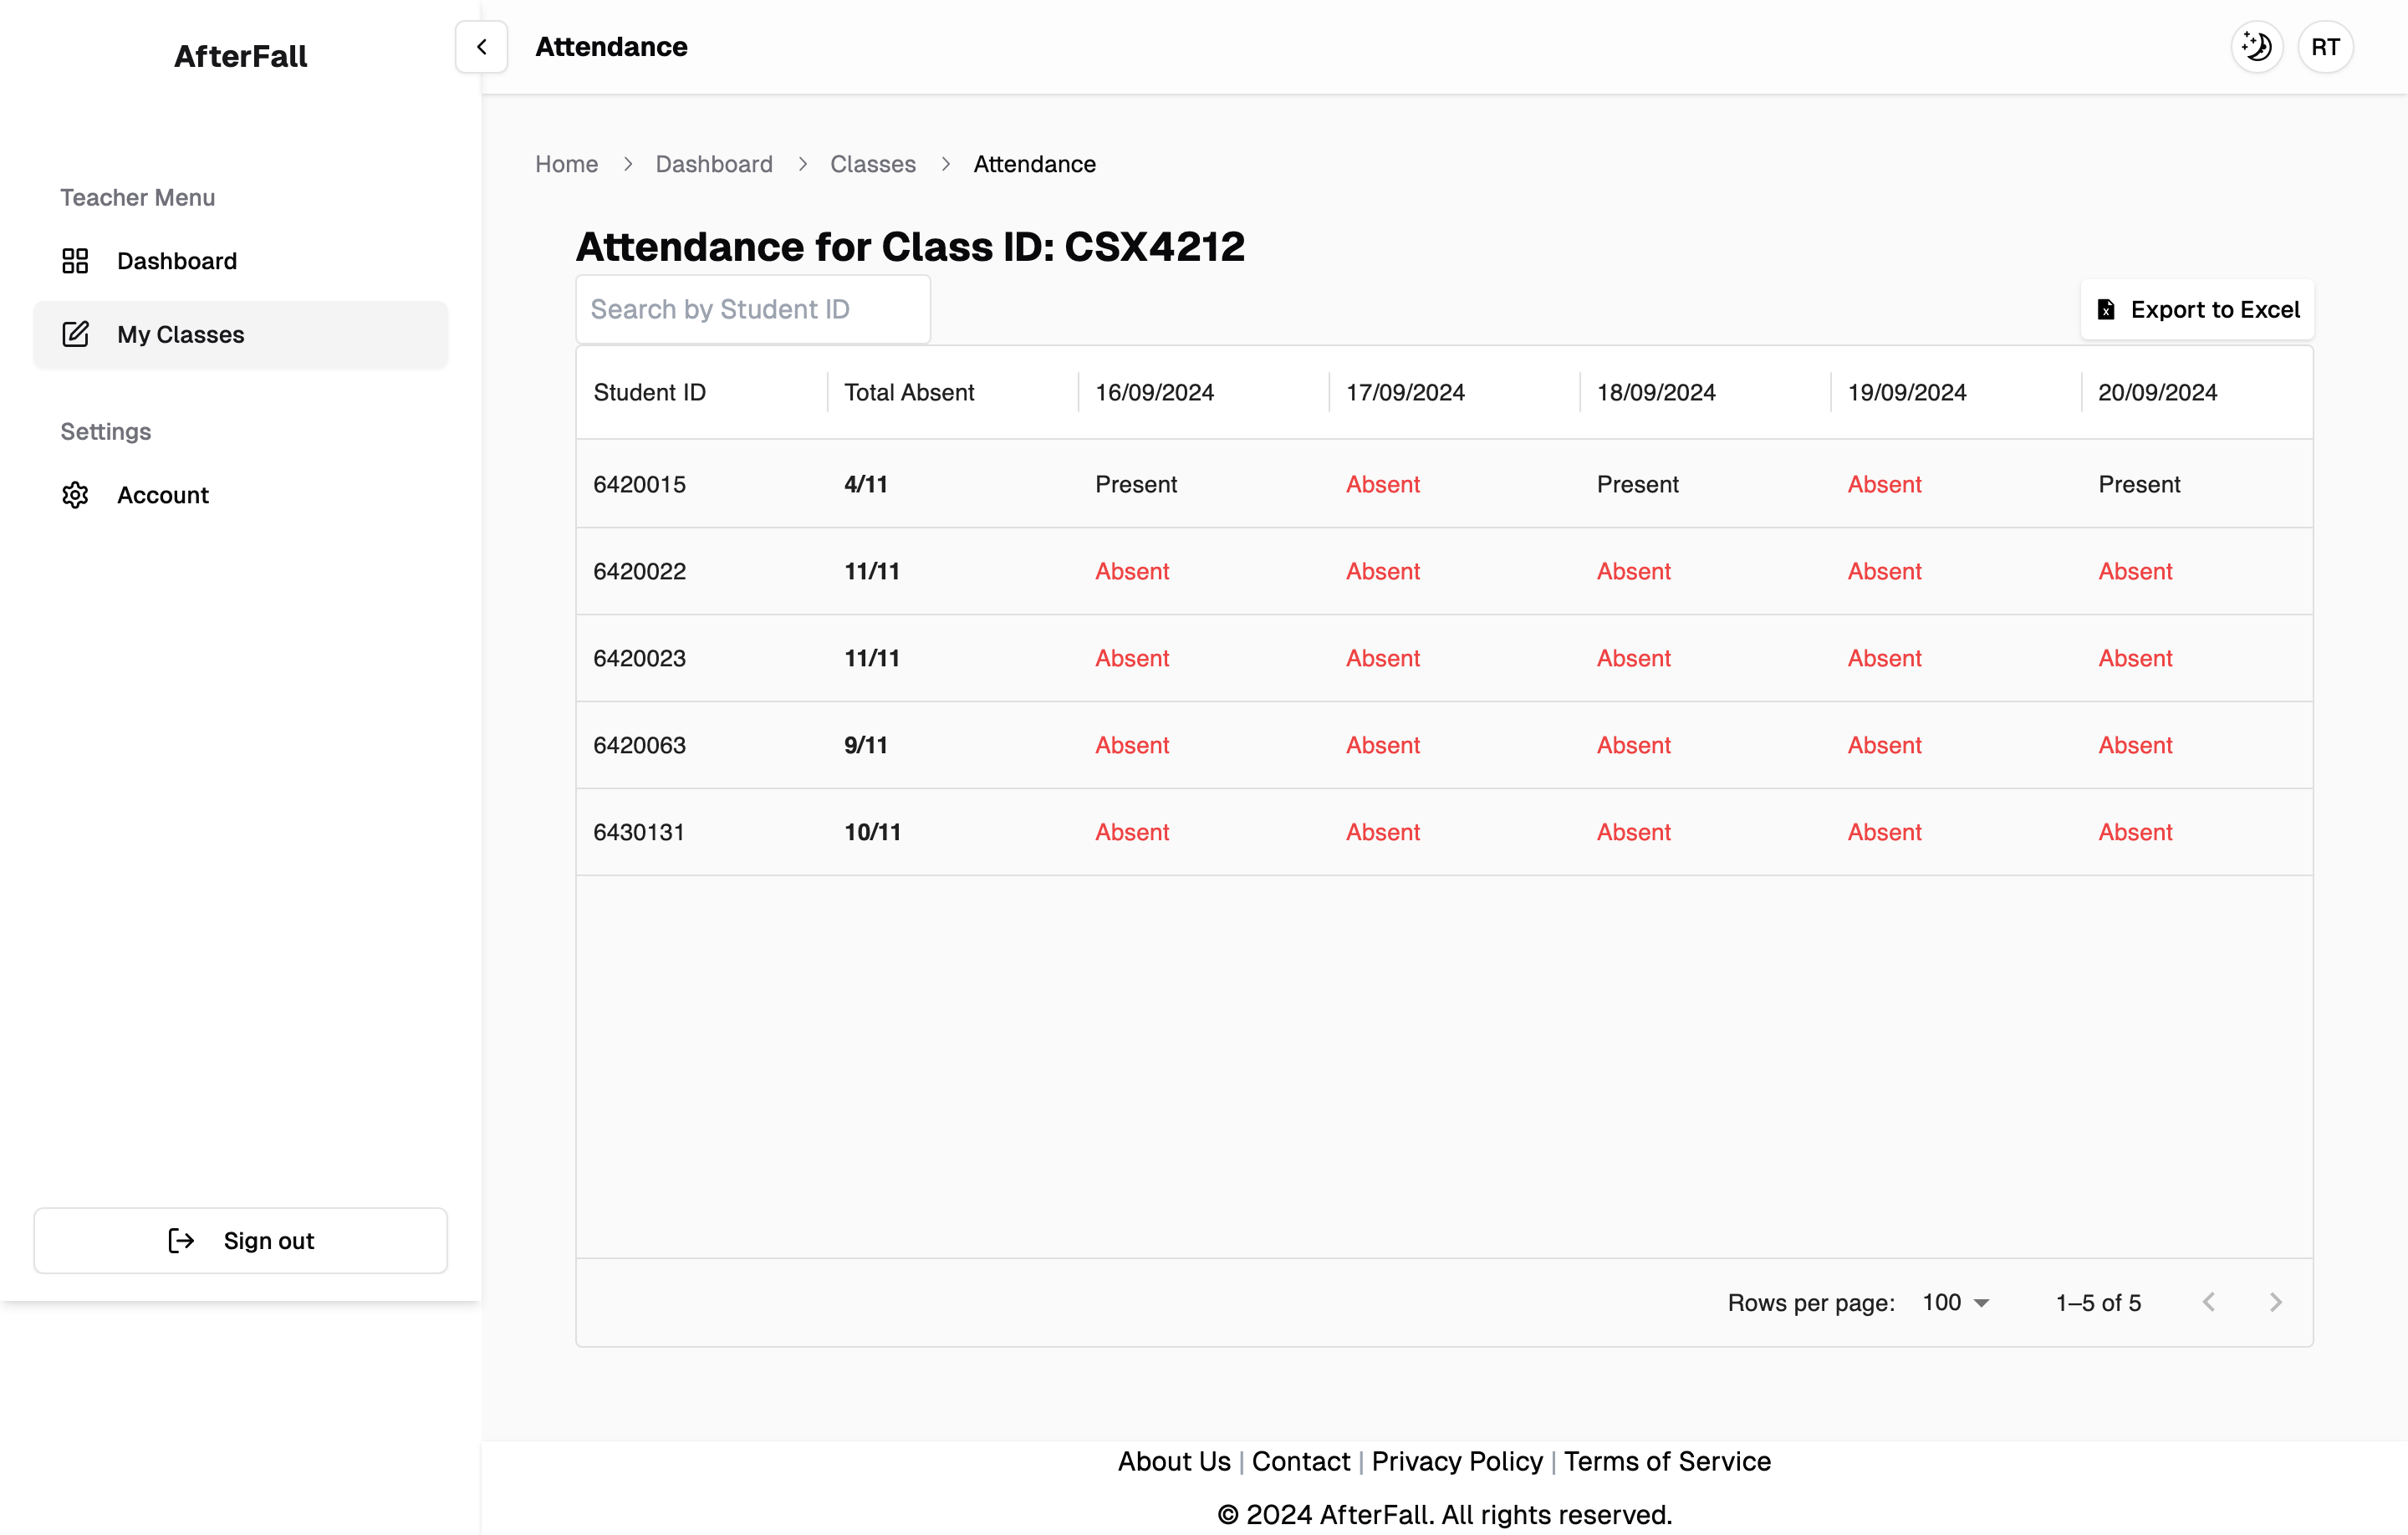 AfterFall
Attendance
RT
Teacher Menu
Dashboard
My Classes
Settings
Account
Sign out
Home > Dashboard > Classes > Attendance
Attendance for Class ID: CSX4212
Search by Student ID
Export to Excel
Student ID Total Absent 16/09/2024 17/09/2024 18/09/2024 19/09/2024 20/09/2024
6420015 4/11 Present Absent Present Absent Present
6420022 11/11 Absent Absent Absent Absent Absent
6420023 11/11 Absent Absent Absent Absent Absent
6420063 9/11 Absent Absent Absent Absent Absent
6430131 10/11 Absent Absent Absent Absent Absent
Rows per page: 100 1–5 of 5
About Us | Contact | Privacy Policy | Terms of Service
© 2024 AfterFall. All rights reserved.